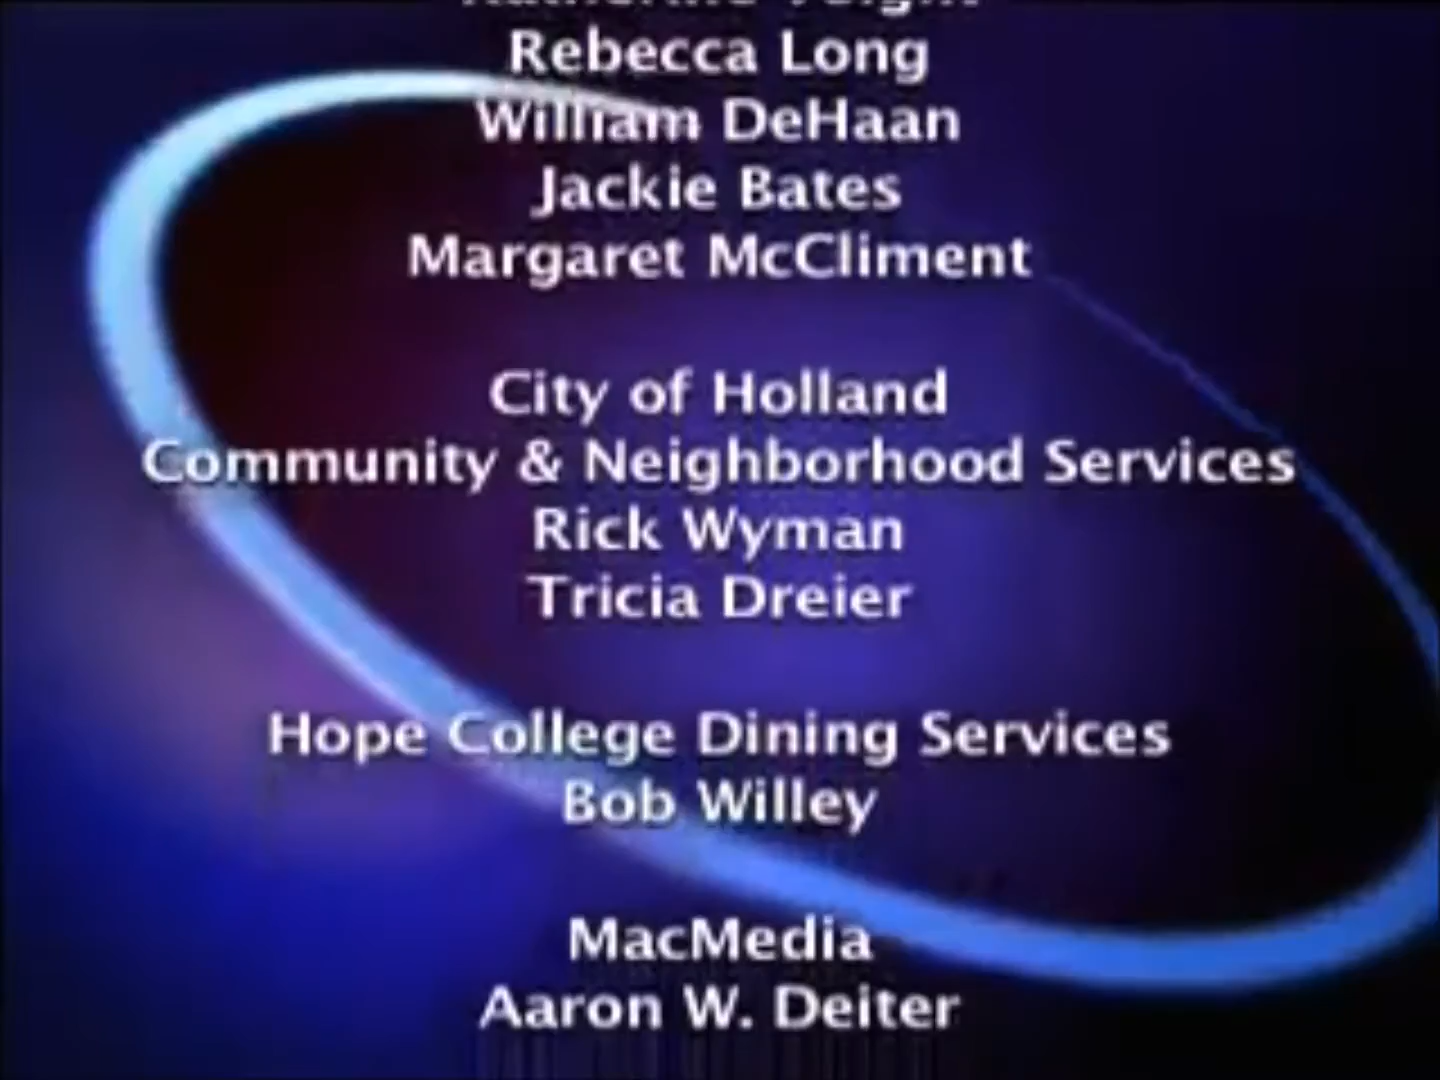 Rebecca Long
William DeHaan
Jackie Bates
Margaret McCliment
City of Holland
Community & Neighborhood Services
Rick Wyman
Tricia Dreier
Hope College Dining Services
Bob Willey
MacMedia
Aaron W. Deiter